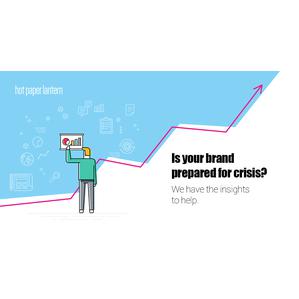 hot paper lantern
Is your brand
prepared for crisis?
We have the insights
to help.